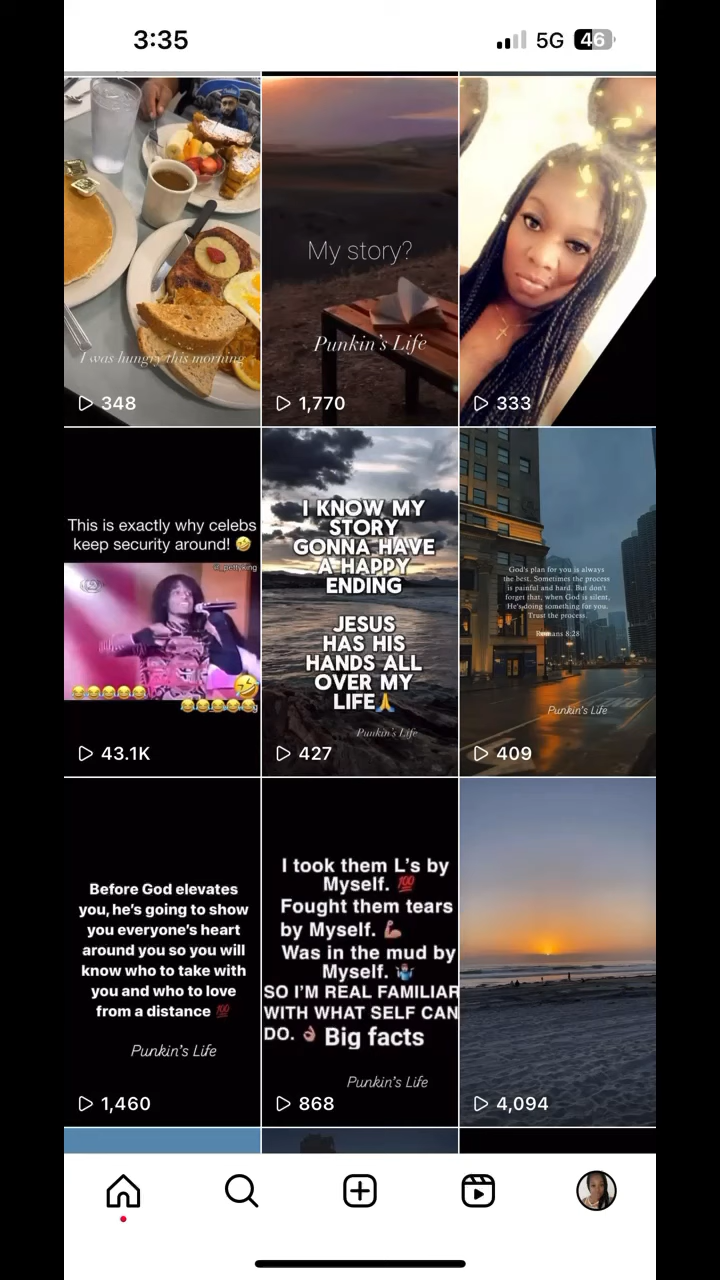 3:35
5G 46
I was hungry this morning
348
My story?
Punkin's Life
1,770
333
This is exactly why celebs
keep security around! 🤣
43.1K
I KNOW MY
STORY
GONNA HAVE
A HAPPY
ENDING
JESUS
HAS HIS
HANDS ALL
OVER MY
LIFE🙏
Punkin's Life
427
God's plan for you is always
the best. Sometimes the process
is painful and hard. But don't
forget that, when God is silent,
He's doing something for you.
Trust the process.
Romans 8:28
Punkin's Life
409
Before God elevates
you, he's going to show
you everyone's heart
around you so you will
know who to take with
you and who to love
from a distance 💯
Punkin's Life
1,460
I took them L's by
Myself. 💯
Fought them tears
by Myself. 💪🏽
Was in the mud by
Myself. 🤷🏽‍♂️
SO I'M REAL FAMILIAR
WITH WHAT SELF CAN
DO. 👌🏽 Big facts
Punkin's Life
868
4,094